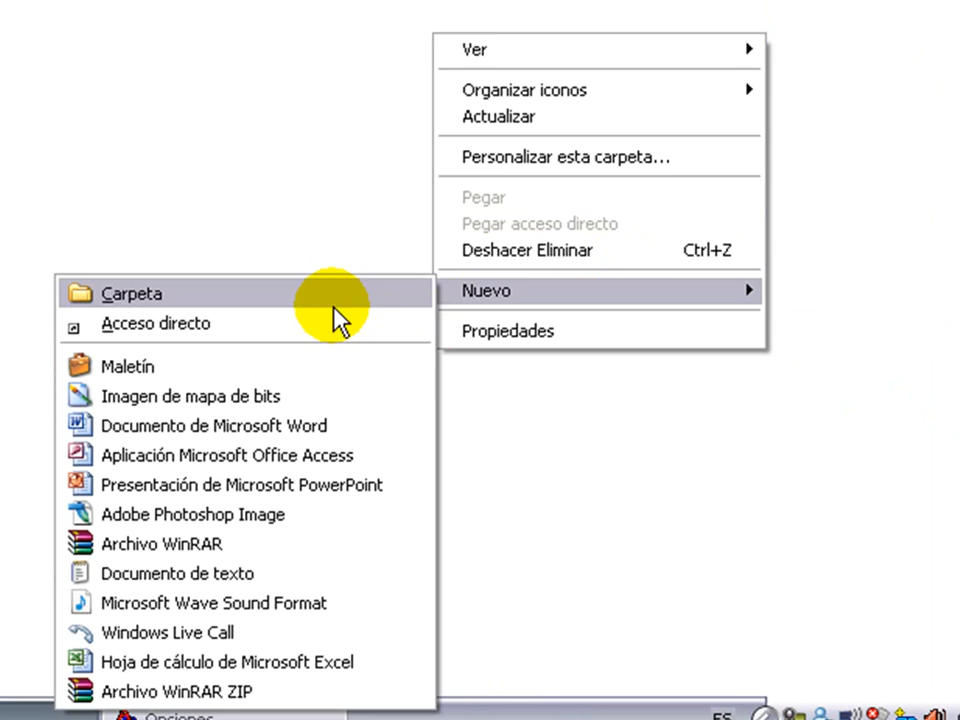 Ver
Organizar iconos
Actualizar
Personalizar esta carpeta...
Pegar
Pegar acceso directo
Deshacer Eliminar Ctrl+Z
Nuevo
Propiedades
Carpeta
Acceso directo
Maletín
Imagen de mapa de bits
Documento de Microsoft Word
Aplicación Microsoft Office Access
Presentación de Microsoft PowerPoint
Adobe Photoshop Image
Archivo WinRAR
Documento de texto
Microsoft Wave Sound Format
Windows Live Call
Hoja de cálculo de Microsoft Excel
Archivo WinRAR ZIP
Opciones
ES